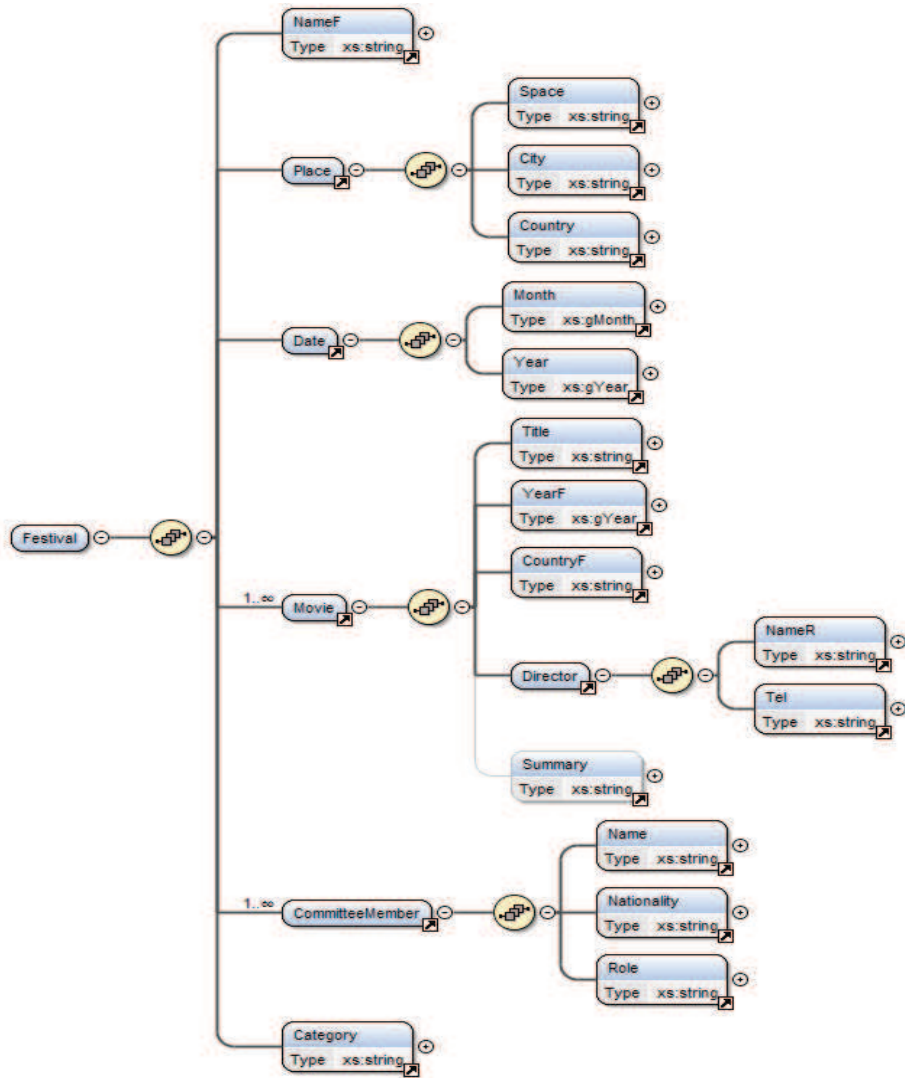 NameF
Type xs:string
Space
Type xs:string
Place
City
Type xs:string
Country
Type xs:string
Date
Month
Type xs:gMonth
Year
Type xs:gYear
Festival
1..∞
Movie
Title
Type xs:string
YearF
Type xs:gYear
CountryF
Type xs:string
Director
NameR
Type xs:string
Tel
Type xs:string
Summary
Type xs:string
1..∞
CommitteeMember
Name
Type xs:string
Nationality
Type xs:string
Role
Type xs:string
Category
Type xs:string